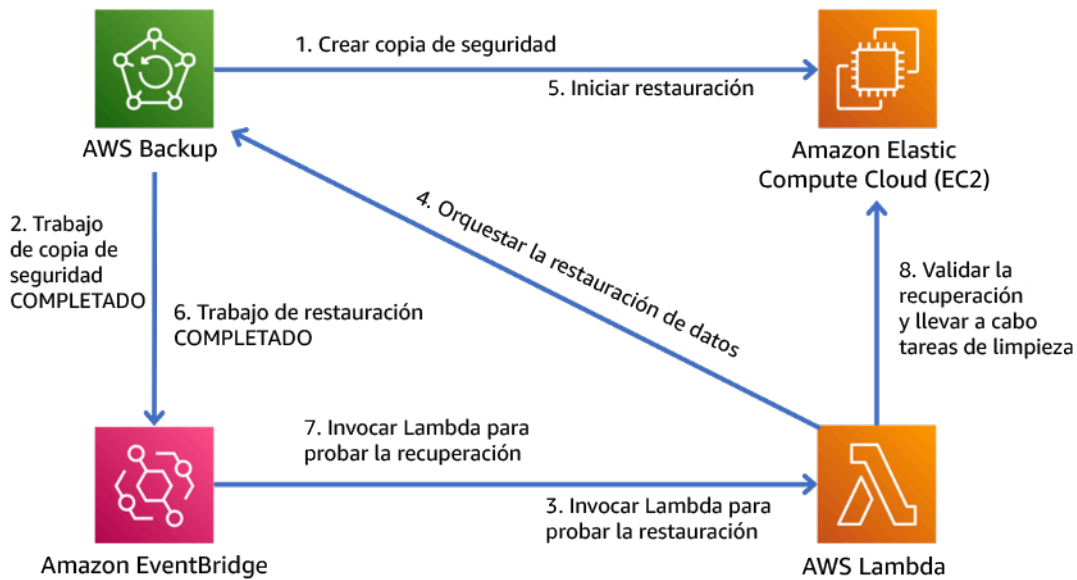 1. Crear copia de seguridad
5. Iniciar restauración
AWS Backup
Amazon Elastic
Compute Cloud (EC2)
2. Trabajo
de copia de
seguridad
COMPLETADO
6. Trabajo de restauración
COMPLETADO
4. Orquestar la restauración de datos
8. Validar la
recuperación
y llevar a cabo
tareas de limpieza
7. Invocar Lambda para
probar la recuperación
3. Invocar Lambda para
probar la restauración
Amazon EventBridge
AWS Lambda